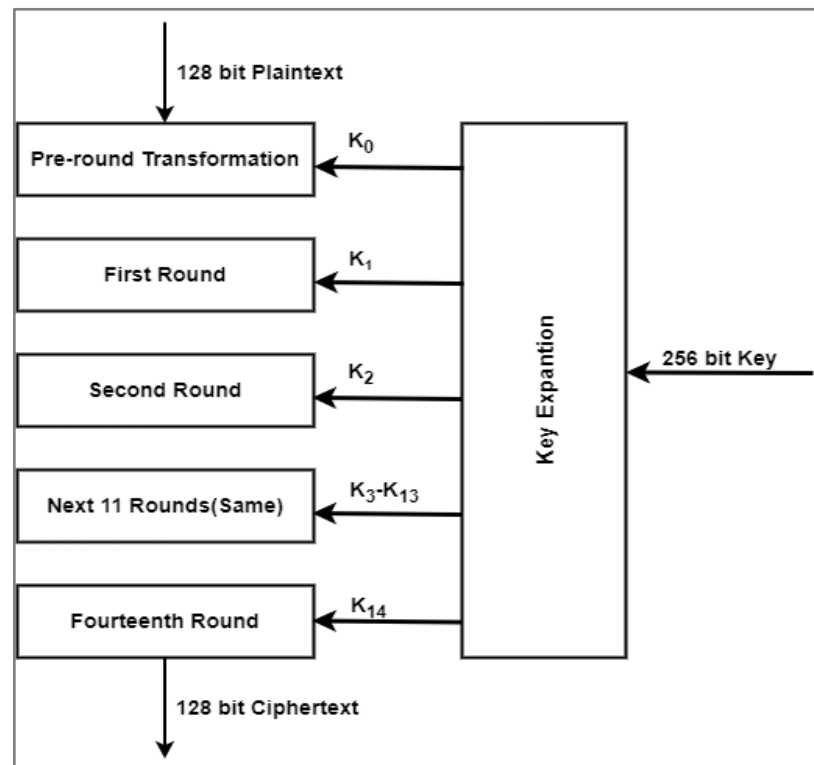 128 bit Plaintext
Pre-round Transformation
K0
First Round
K1
Second Round
K2
Next 11 Rounds(Same)
K3-K13
Fourteenth Round
K14
Key Expantion
256 bit Key
128 bit Ciphertext